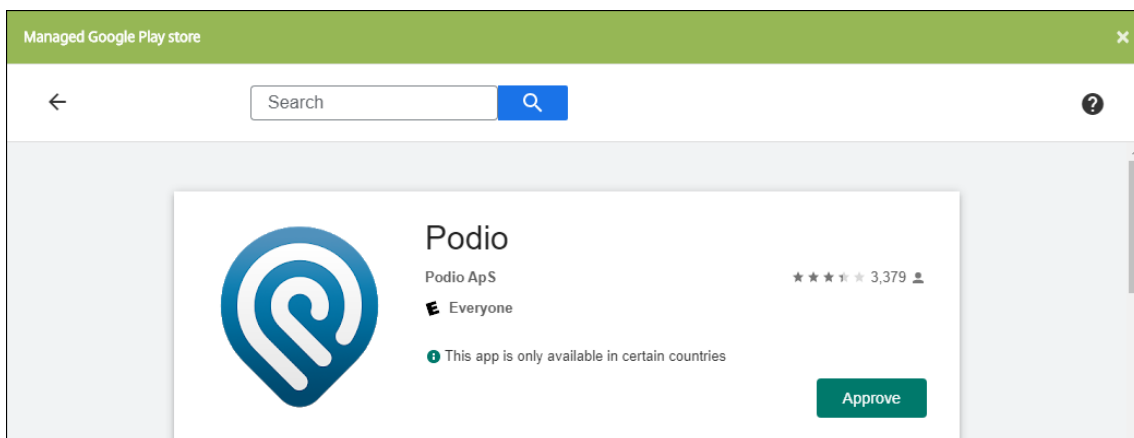 Managed Google Play store
Search
Podio
Podio ApS
3,379
Everyone
This app is only available in certain countries
Approve